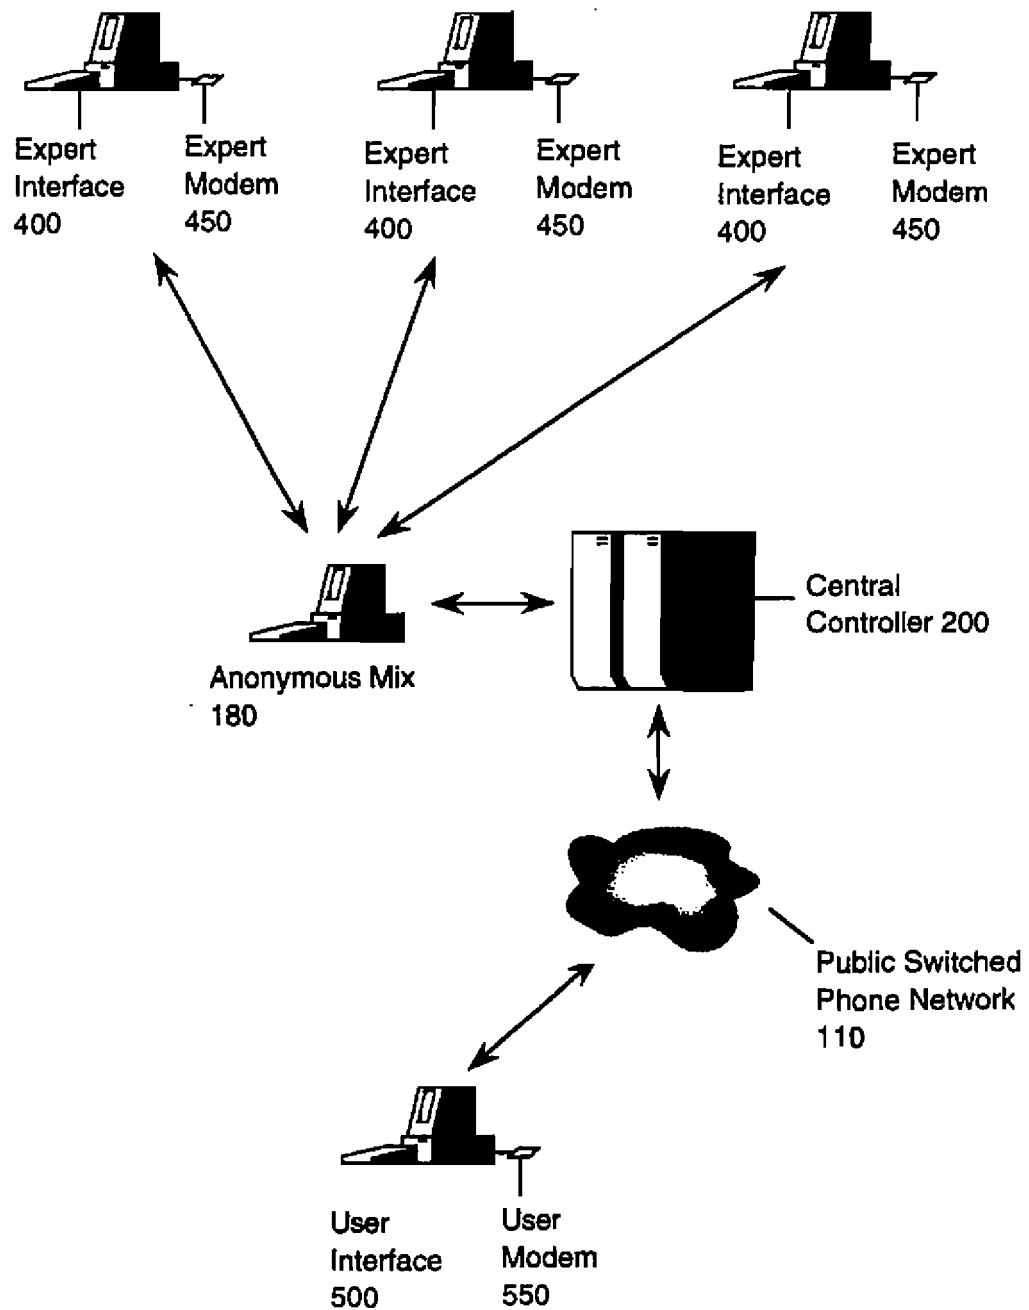 Expert
Interface
400
Expert
Modem
450
Expert
Interface
400
Expert
Modem
450
Expert
Interface
400
Expert
Modem
450
Central
Controller 200
Anonymous Mix
180
Public Switched
Phone Network
110
User
Interface
500
User
Modem
550